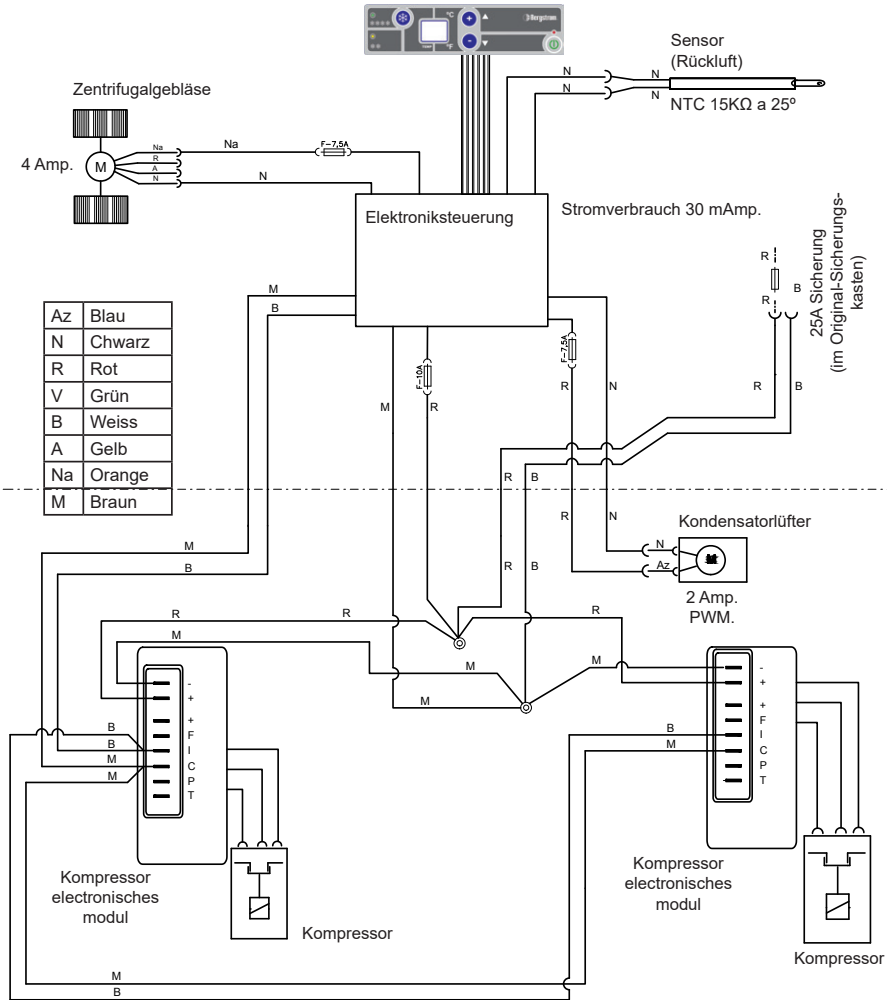 °C
Bergstrom
TEMP
°F
Sensor
(Rückluft)
N
N
N
N
NTC 15KΩ a 25º
Zentrifugalgebläse
4 Amp.
M
Na
R
A
N
Na
F-7,5A
N
Elektroniksteuerung
Stromverbrauch 30 mAmp.
R
R
B
25A Sicherung
(im Original-Sicherungs-
kasten)
M
B
Az Blau
N Chwarz
R Rot
V Grün
B Weiss
A Gelb
Na Orange
M Braun
F-10A
F-7,5A
M
R
R
N
R
B
R
B
R
N
R
B
M
B
Kondensatorlüfter
N
Az
M
2 Amp.
PWM.
R
R
M
R
M
M
M
-
+
+
F
I
C
P
T
B
B
M
M
-
+
+
F
I
C
P
T
B
M
Kompressor
electronisches
modul
Kompressor
Kompressor
electronisches
modul
Kompressor
M
B